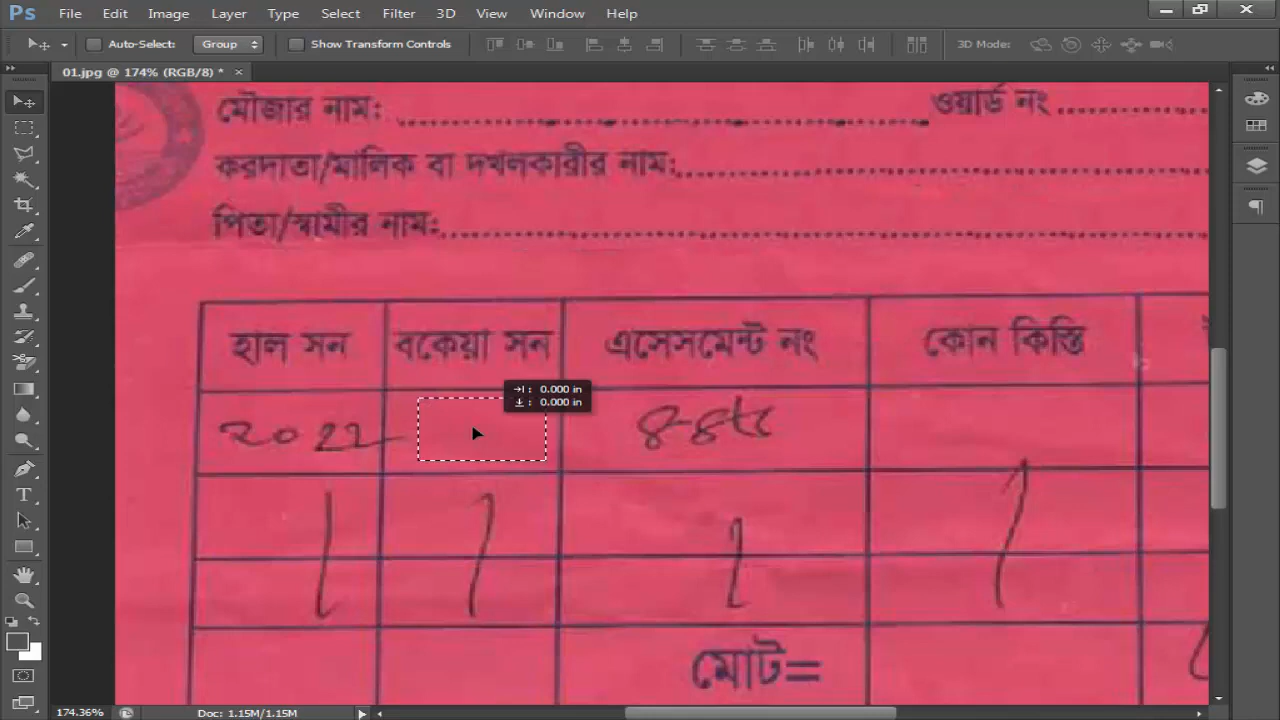 Ps File Edit Image Layer Type Select Filter 3D View Window Help
Auto-Select: Group Show Transform Controls 3D Mode:
01.jpg @ 174% (RGB/8) * ×
মৌজার নাম: ওয়ার্ড নং
করদাতা/মালিক বা দখলকারীর নাম:
পিতা/স্বামীর নাম:
হাল সন বকেয়া সন এসেসমেন্ট নং কোন কিস্তি
→| : 0.000 in
↓ : 0.000 in
২০২২
মোট=
174.36% Doc: 1.15M/1.15M